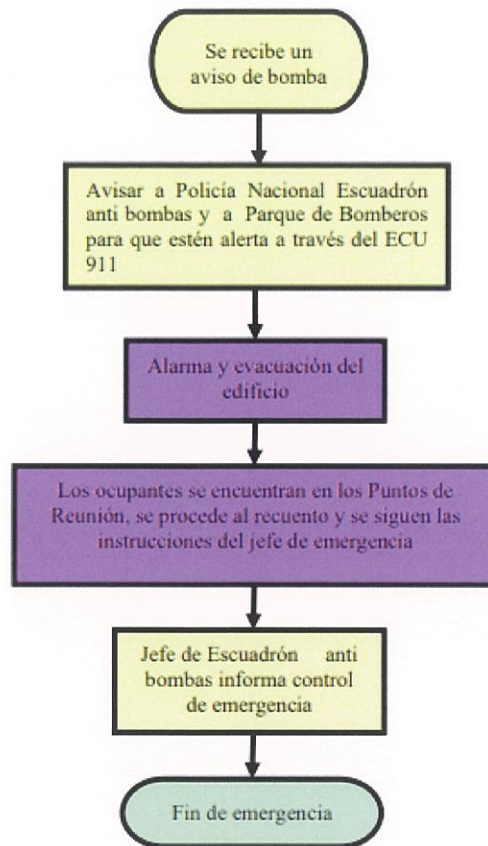 Se recibe un
aviso de bomba
Avisar a Policía Nacional Escuadrón
anti bombas y a Parque de Bomberos
para que estén alerta a través del ECU
911
Alarma y evacuación del
edificio
Los ocupantes se encuentran en los Puntos de
Reunión, se procede al recuento y se siguen las
instrucciones del jefe de emergencia
Jefe de Escuadrón anti
bombas informa control
de emergencia
Fin de emergencia